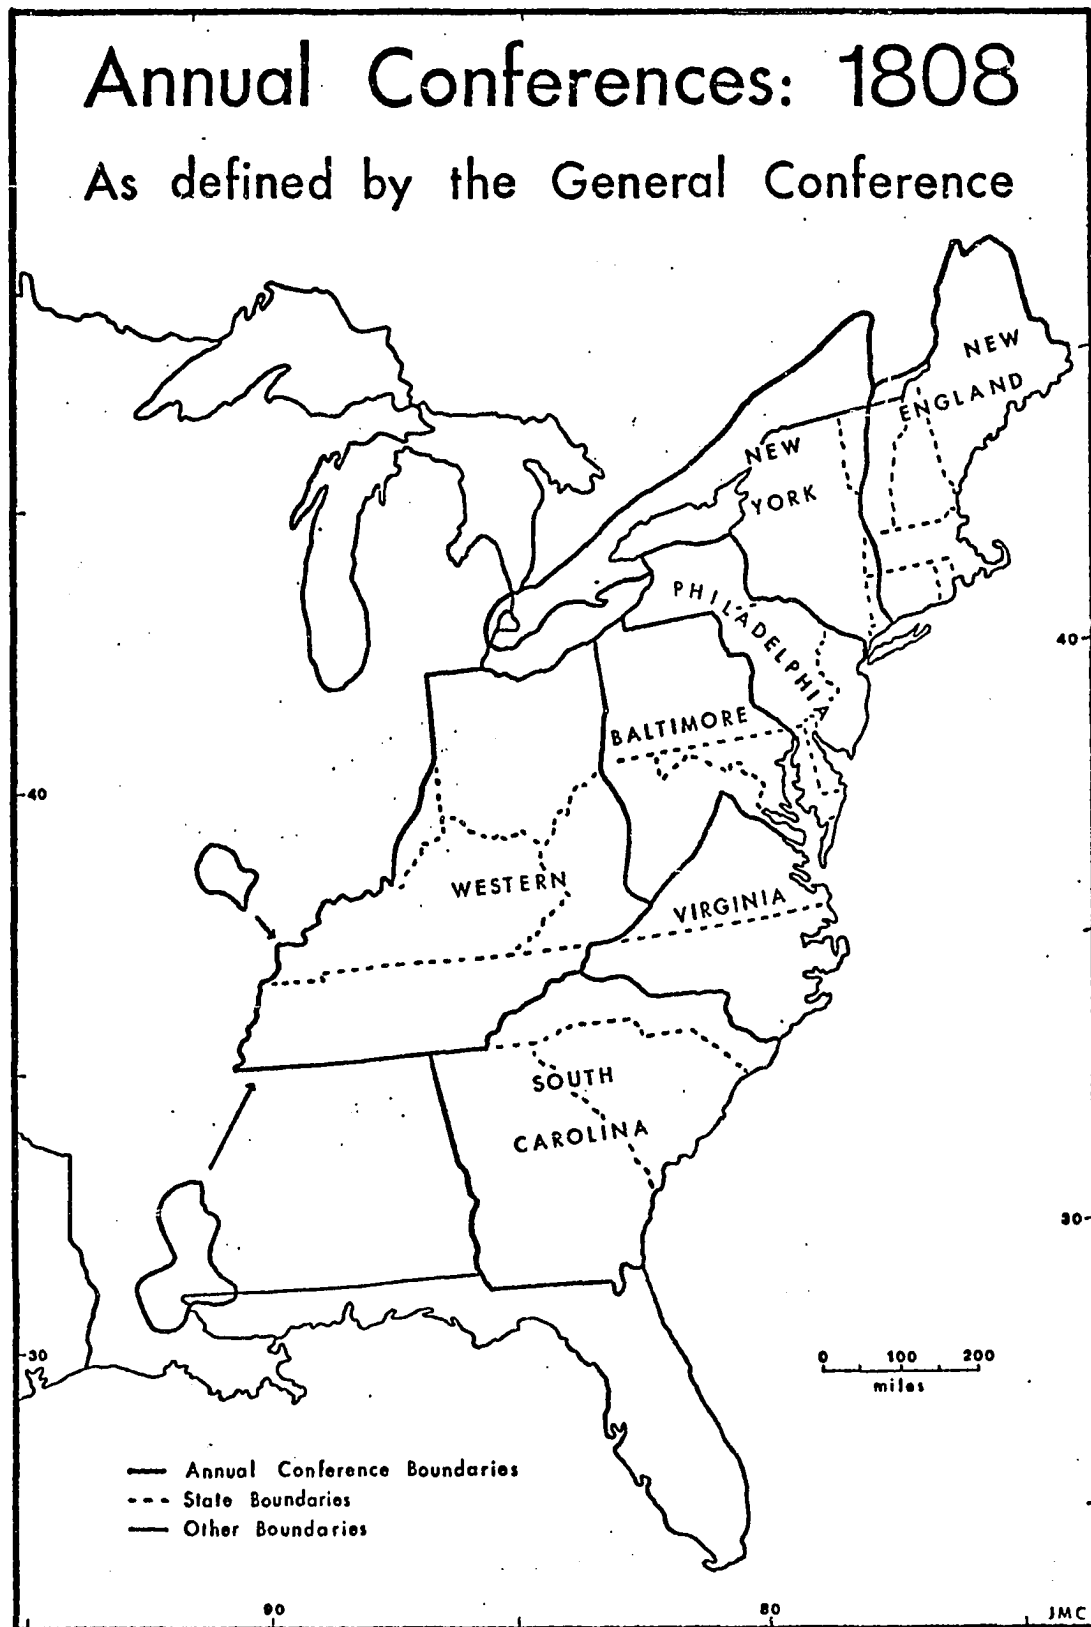 Annual Conferences: 1808
As defined by the General Conference
NEW
ENGLAND
NEW
YORK
PHILADELPHIA
40
BALTIMORE
40
WESTERN
VIRGINIA
SOUTH
CAROLINA
30
30
0 100 200
miles
Annual Conference Boundaries
State Boundaries
Other Boundaries
90
80
JMC